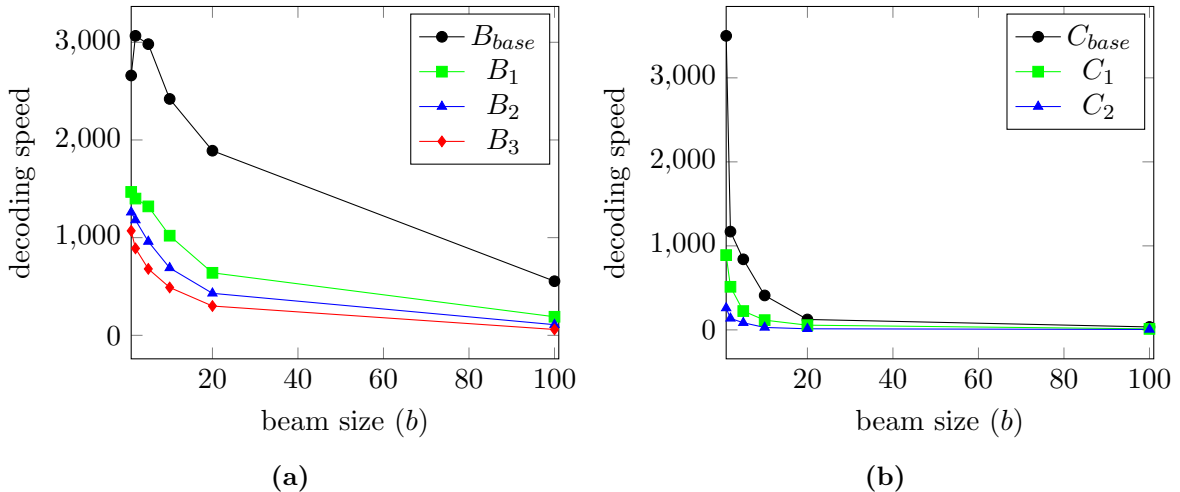 3,000
2,000
1,000
0
decoding speed
B_base
B_1
B_2
B_3
20 40 60 80 100
beam size (b)
(a)
3,000
2,000
1,000
0
decoding speed
C_base
C_1
C_2
20 40 60 80 100
beam size (b)
(b)